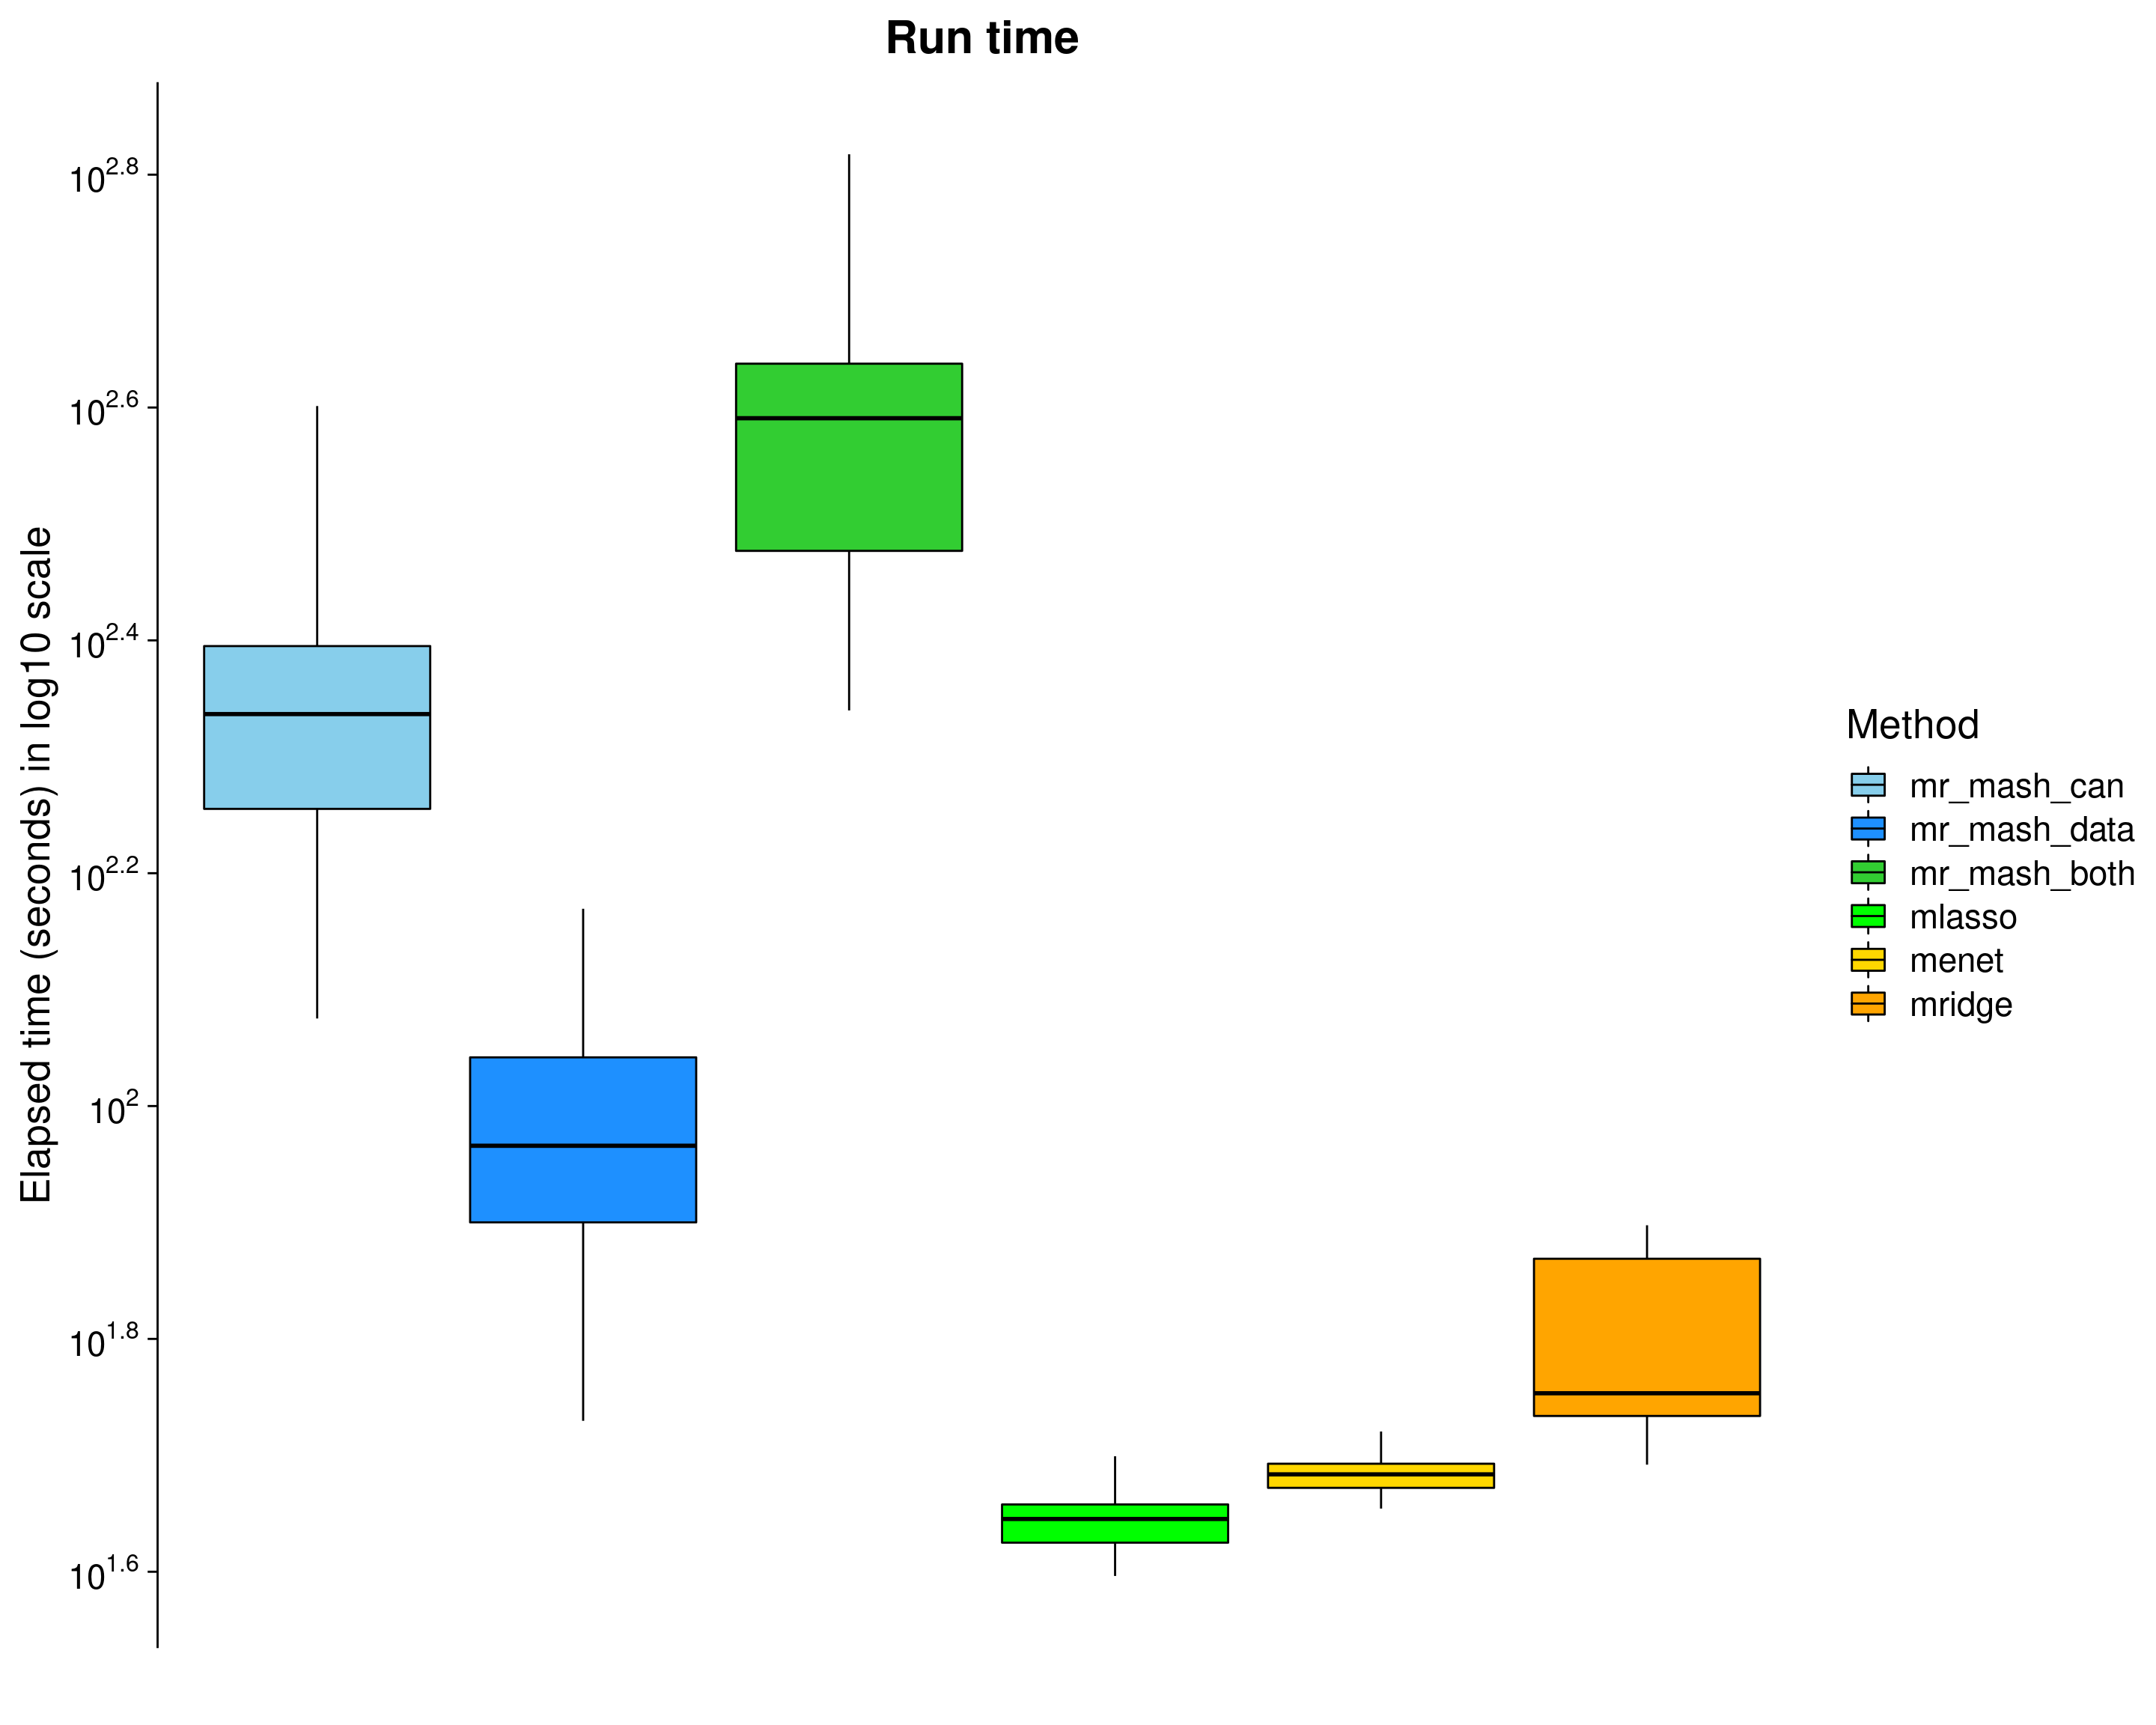 Run time
Elapsed time (seconds) in log10 scale
10^2.8
10^2.6
10^2.4
10^2.2
10^2
10^1.8
10^1.6
Method
mr_mash_can
mr_mash_data
mr_mash_both
mlasso
menet
mridge